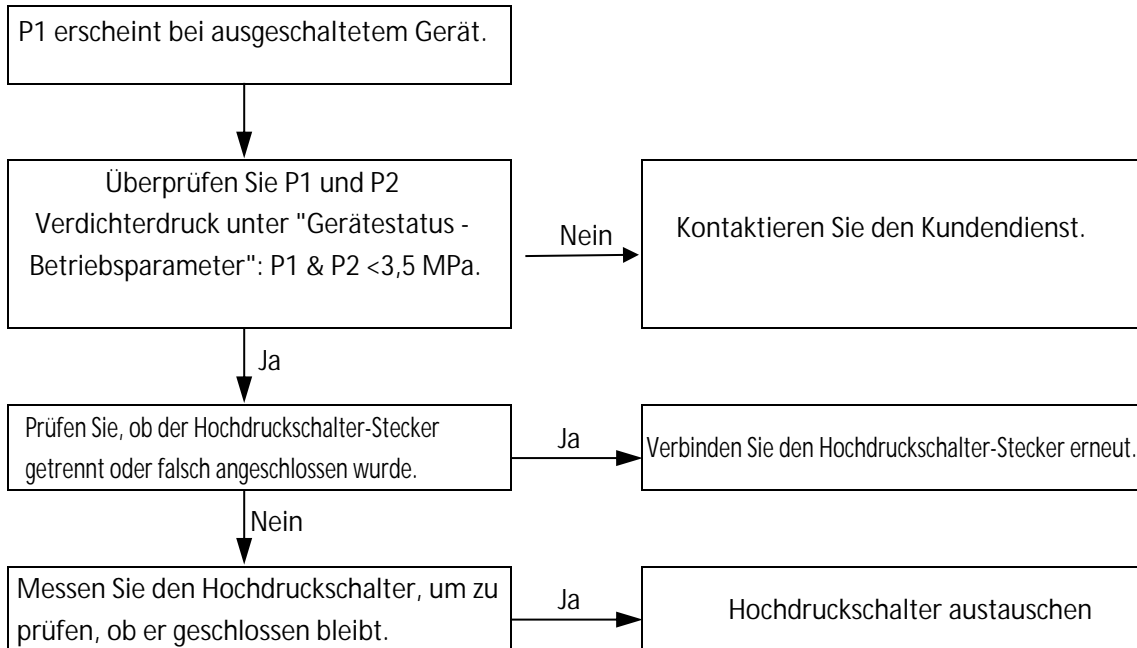 P1 erscheint bei ausgeschaltetem Gerät.
Überprüfen Sie P1 und P2
Verdichterdruck unter "Gerätestatus -
Betriebsparameter": P1 & P2 <3,5 MPa.
Nein
Kontaktieren Sie den Kundendienst.
Ja
Prüfen Sie, ob der Hochdruckschalter-Stecker
getrennt oder falsch angeschlossen wurde.
Ja
Verbinden Sie den Hochdruckschalter-Stecker erneut.
Nein
Messen Sie den Hochdruckschalter, um zu
prüfen, ob er geschlossen bleibt.
Ja
Hochdruckschalter austauschen